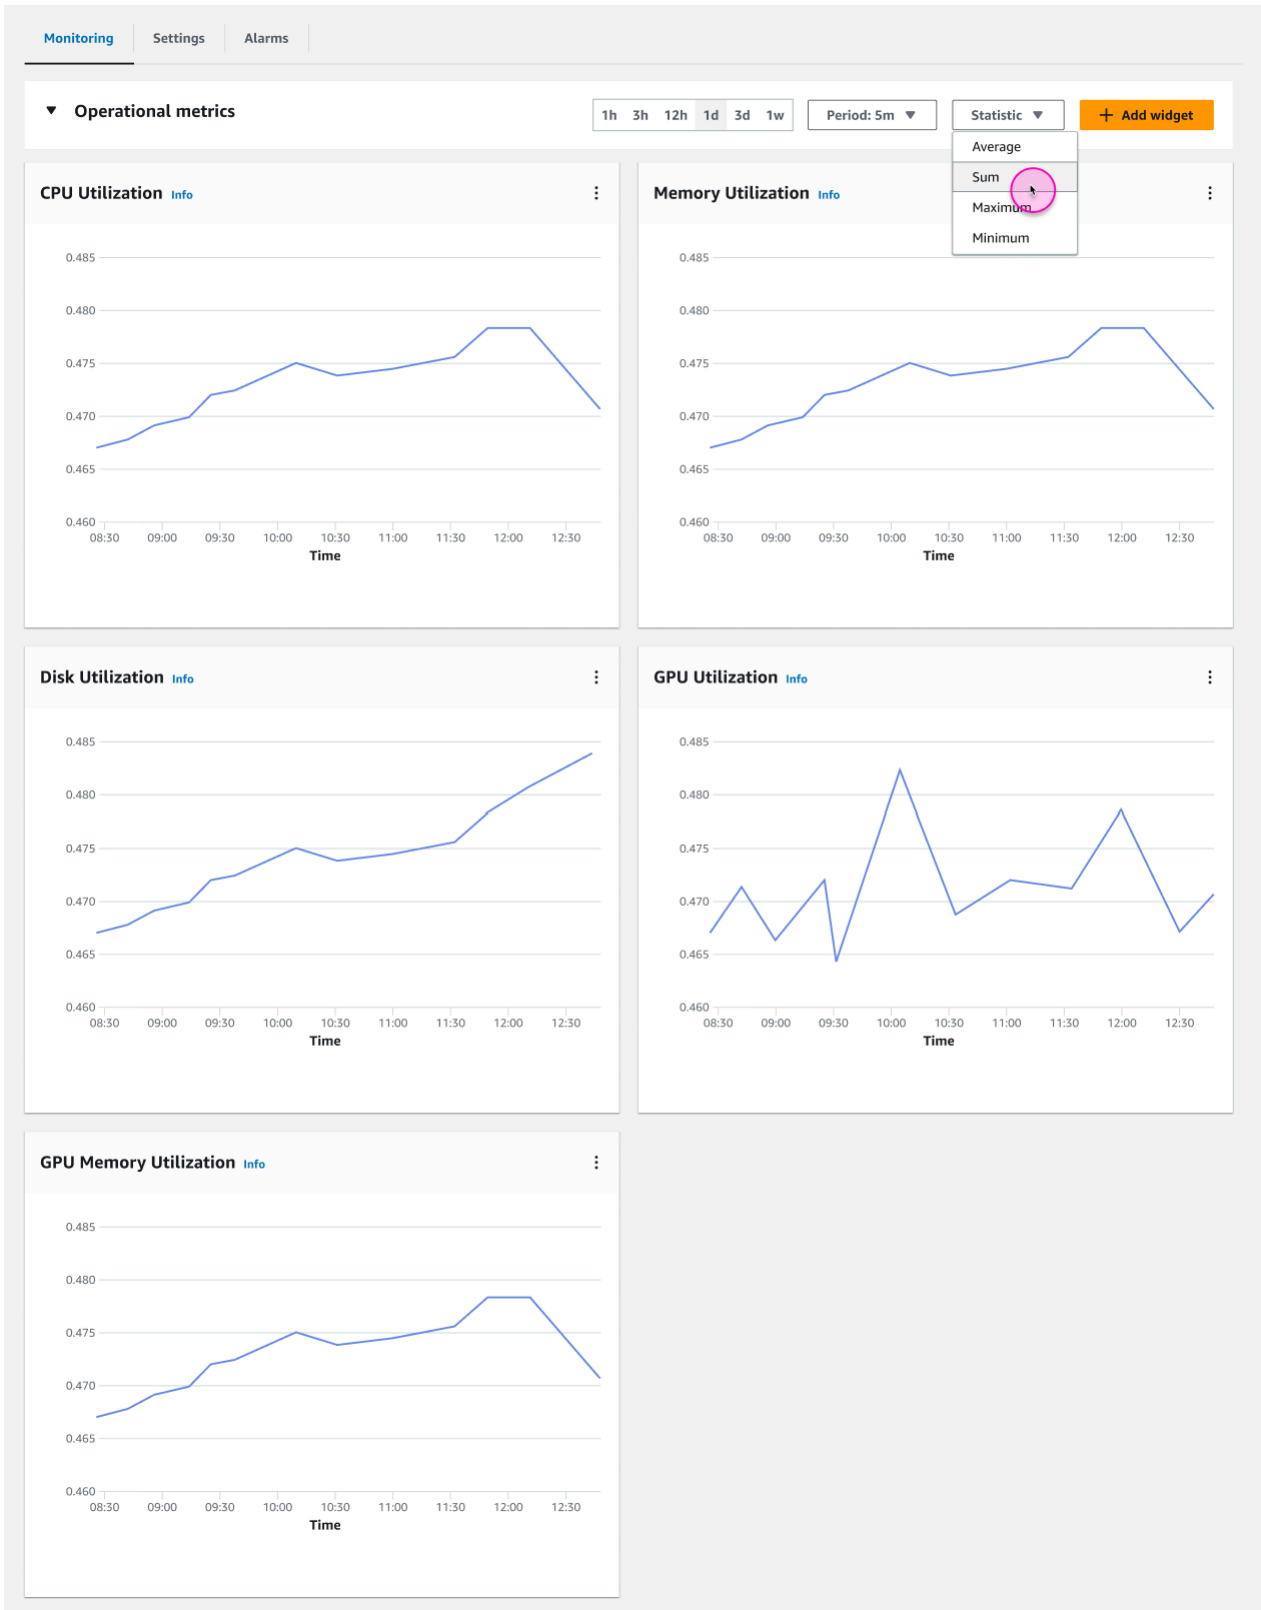 Monitoring Settings Alarms
Operational metrics 1h 3h 12h 1d 3d 1w Period: 5m Statistic + Add widget
Average
Sum
Maximum
Minimum
CPU Utilization Info
0.485
0.480
0.475
0.470
0.465
0.460
08:30 09:00 09:30 10:00 10:30 11:00 11:30 12:00 12:30
Time
Memory Utilization Info
0.485
0.480
0.475
0.470
0.465
0.460
08:30 09:00 09:30 10:00 10:30 11:00 11:30 12:00 12:30
Time
Disk Utilization Info
0.485
0.480
0.475
0.470
0.465
0.460
08:30 09:00 09:30 10:00 10:30 11:00 11:30 12:00 12:30
Time
GPU Utilization Info
0.485
0.480
0.475
0.470
0.465
0.460
08:30 09:00 09:30 10:00 10:30 11:00 11:30 12:00 12:30
Time
GPU Memory Utilization Info
0.485
0.480
0.475
0.470
0.465
0.460
08:30 09:00 09:30 10:00 10:30 11:00 11:30 12:00 12:30
Time